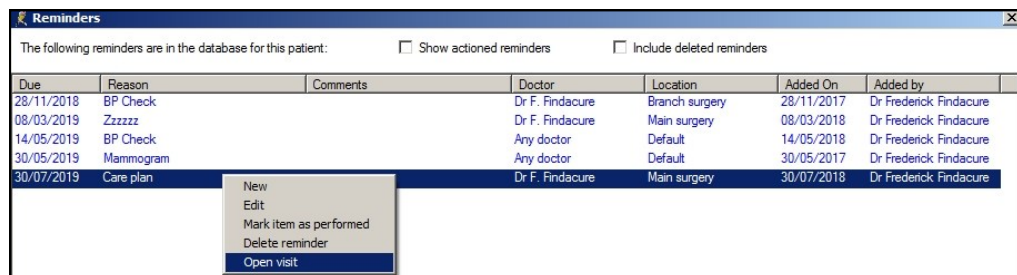 Reminders
The following reminders are in the database for this patient: Show actioned reminders Include deleted reminders
Due Reason Comments Doctor Location Added On Added by
28/11/2018 BP Check Dr F. Findacure Branch surgery 28/11/2017 Dr Frederick Findacure
08/03/2019 Zzzzzz Dr F. Findacure Main surgery 08/03/2018 Dr Frederick Findacure
14/05/2019 BP Check Any doctor Default 14/05/2018 Dr Frederick Findacure
30/05/2019 Mammogram Any doctor Default 30/05/2017 Dr Frederick Findacure
30/07/2019 Care plan Dr F. Findacure Main surgery 30/07/2018 Dr Frederick Findacure
New
Edit
Mark item as performed
Delete reminder
Open visit